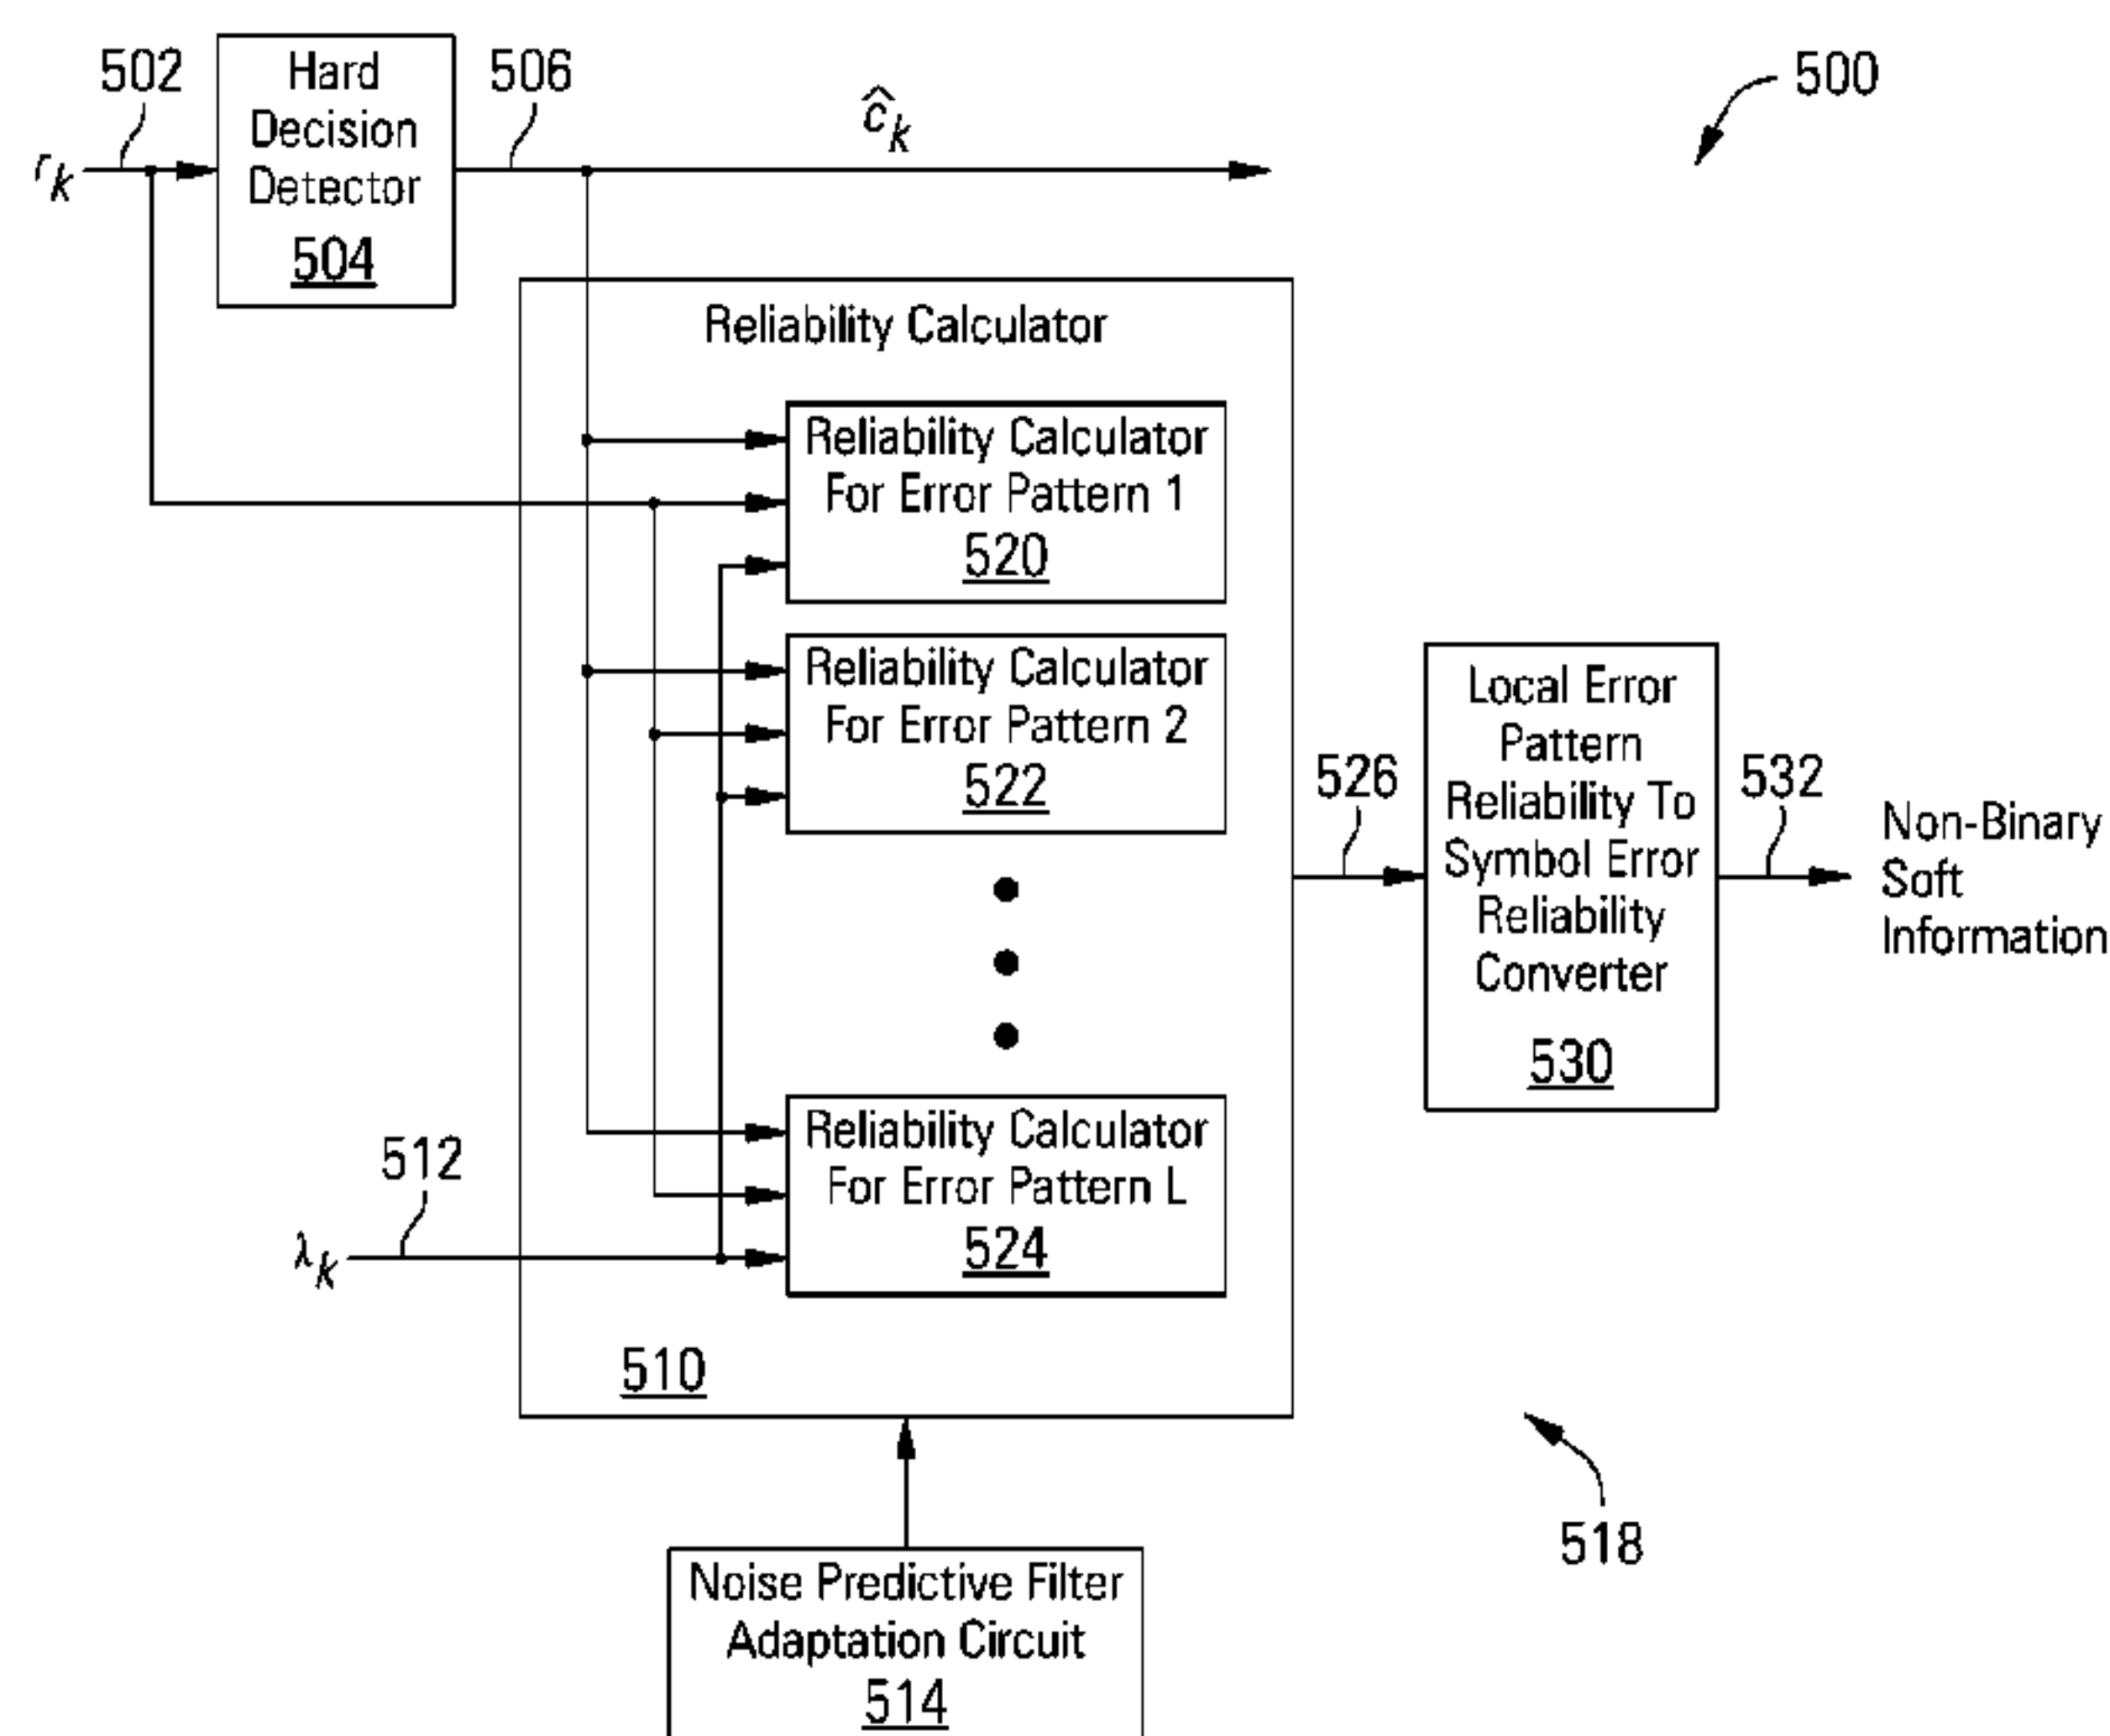 502
Hard
Decision
Detector
504
506
ĉk
500
rk
Reliability Calculator
Reliability Calculator
For Error Pattern 1
520
Reliability Calculator
For Error Pattern 2
522
Reliability Calculator
For Error Pattern L
524
512
λk
510
526
Local Error
Pattern
Reliability To
Symbol Error
Reliability
Converter
530
532
Non-Binary
Soft
Information
518
Noise Predictive Filter
Adaptation Circuit
514